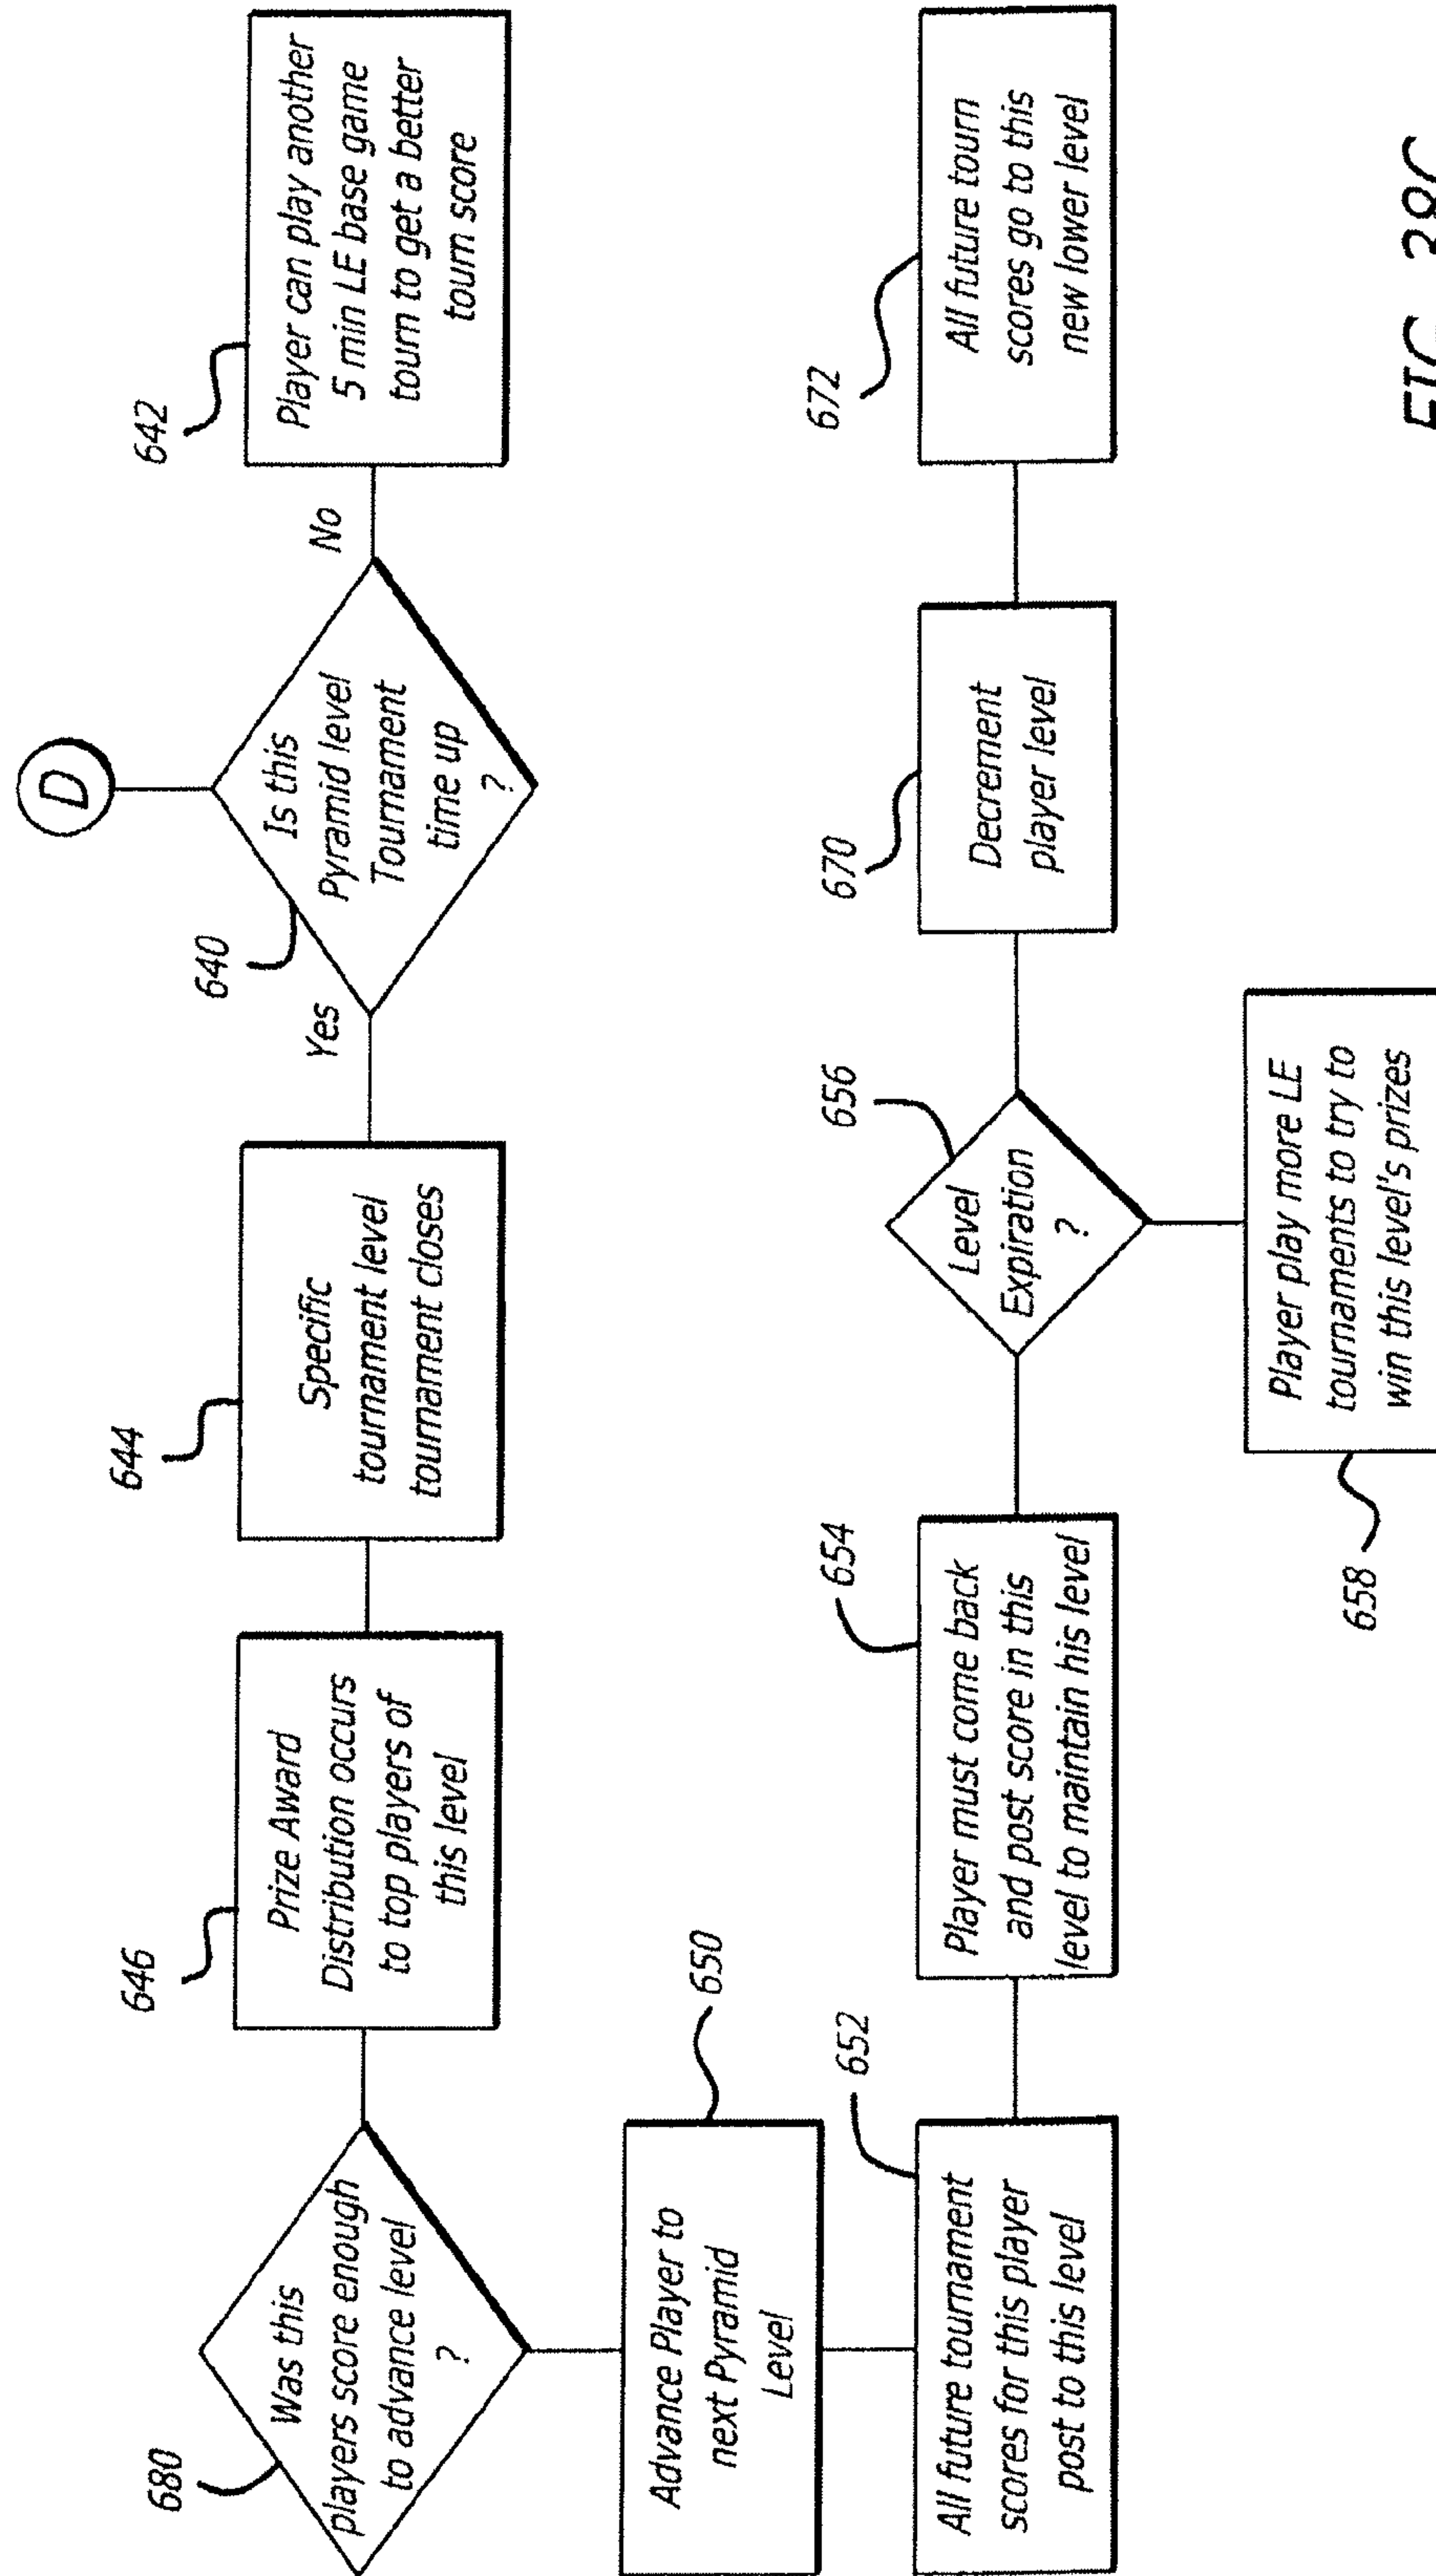 D
640
Is this
Pyramid level
Tournament
time up
?
No
Yes
642
Player can play another
5 min LE base game
tourn to get a better
tourn score
644
Specific
tournament level
tournament closes
646
Prize Award
Distribution occurs
to top players of
this level
680
Was this
players score enough
to advance level
?
650
Advance Player to
next Pyramid
Level
652
All future tournament
scores for this player
post to this level
654
Player must come back
and post score in this
level to maintain his level
656
Level
Expiration
?
658
Player play more LE
tournaments to try to
win this level's prizes
670
Decrement
player level
672
All future tourn
scores go to this
new lower level
FIG. 38C